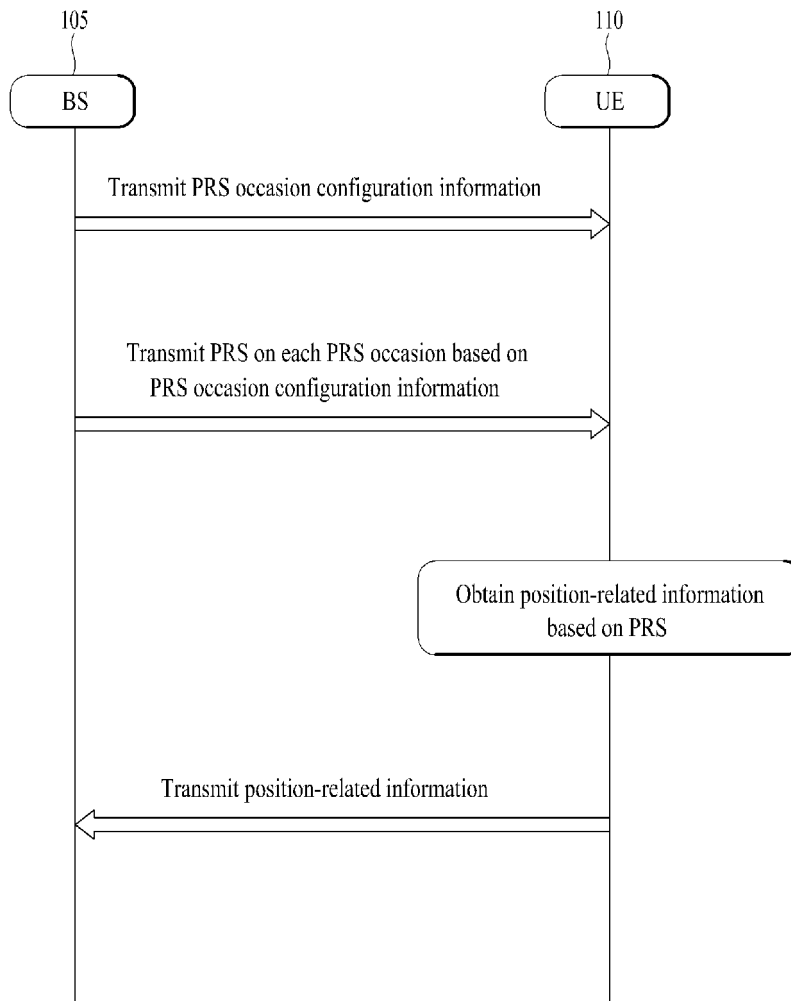 105
110
BS
UE
Transmit PRS occasion configuration information
Transmit PRS on each PRS occasion based on
PRS occasion configuration information
Obtain position-related information
based on PRS
Transmit position-related information